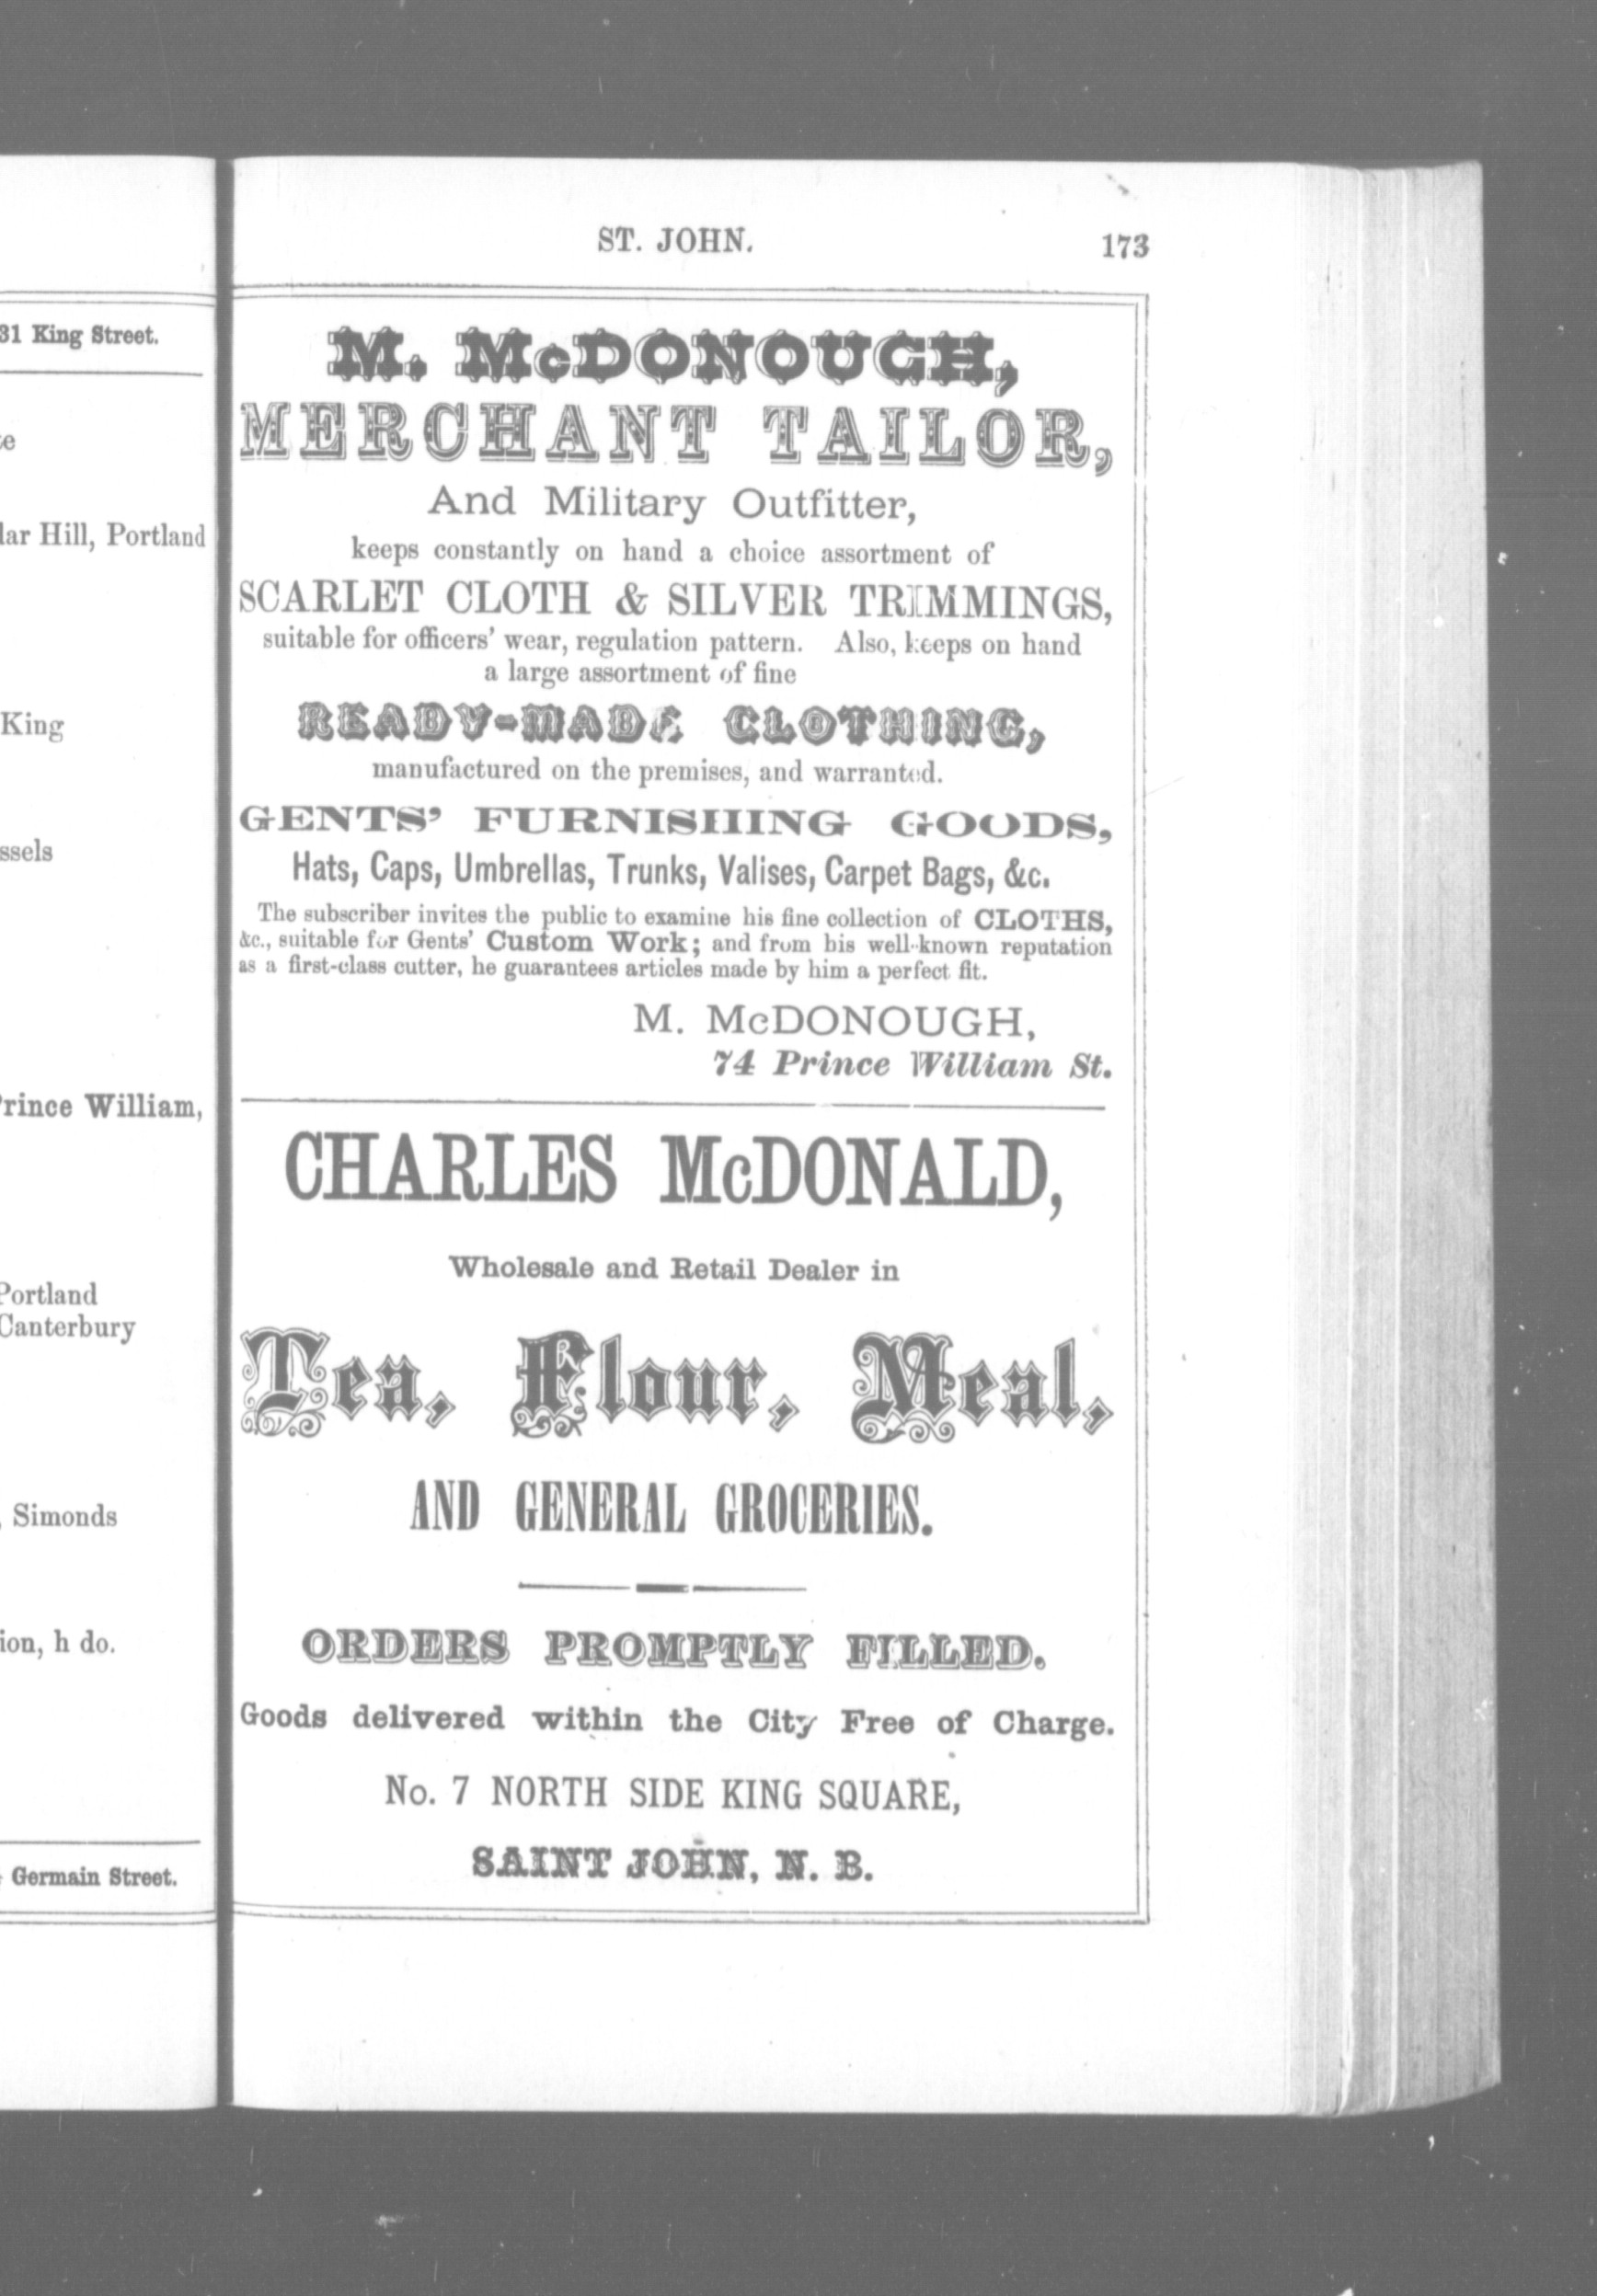 31 King Street.
Hill, Portland
King
William,
Portland
Canterbury
Simonds
h do.
Germain Street.
ST. JOHN. 173
M. McDONOUGH,
MERCHANT TAILOR,
And Military Outfitter,
keeps constantly on hand a choice assortment of
SCARLET CLOTH & SILVER TRIMMINGS,
suitable for officers' wear, regulation pattern. Also, keeps on hand
a large assortment of fine
READY-MADE CLOTHING,
manufactured on the premises, and warranted.
GENTS' FURNISHING GOODS,
Hats, Caps, Umbrellas, Trunks, Valises, Carpet Bags, &c.
The subscriber invites the public to examine his fine collection of CLOTHS,
&c., suitable for Gents' Custom Work; and from his well-known reputation
as a first-class cutter, he guarantees articles made by him a perfect fit.
M. McDONOUGH,
74 Prince William St.
CHARLES McDONALD,
Wholesale and Retail Dealer in
Tea, Flour, Meal,
AND GENERAL GROCERIES.
ORDERS PROMPTLY FILLED.
Goods delivered within the City Free of Charge.
No. 7 NORTH SIDE KING SQUARE,
SAINT JOHN, N. B.